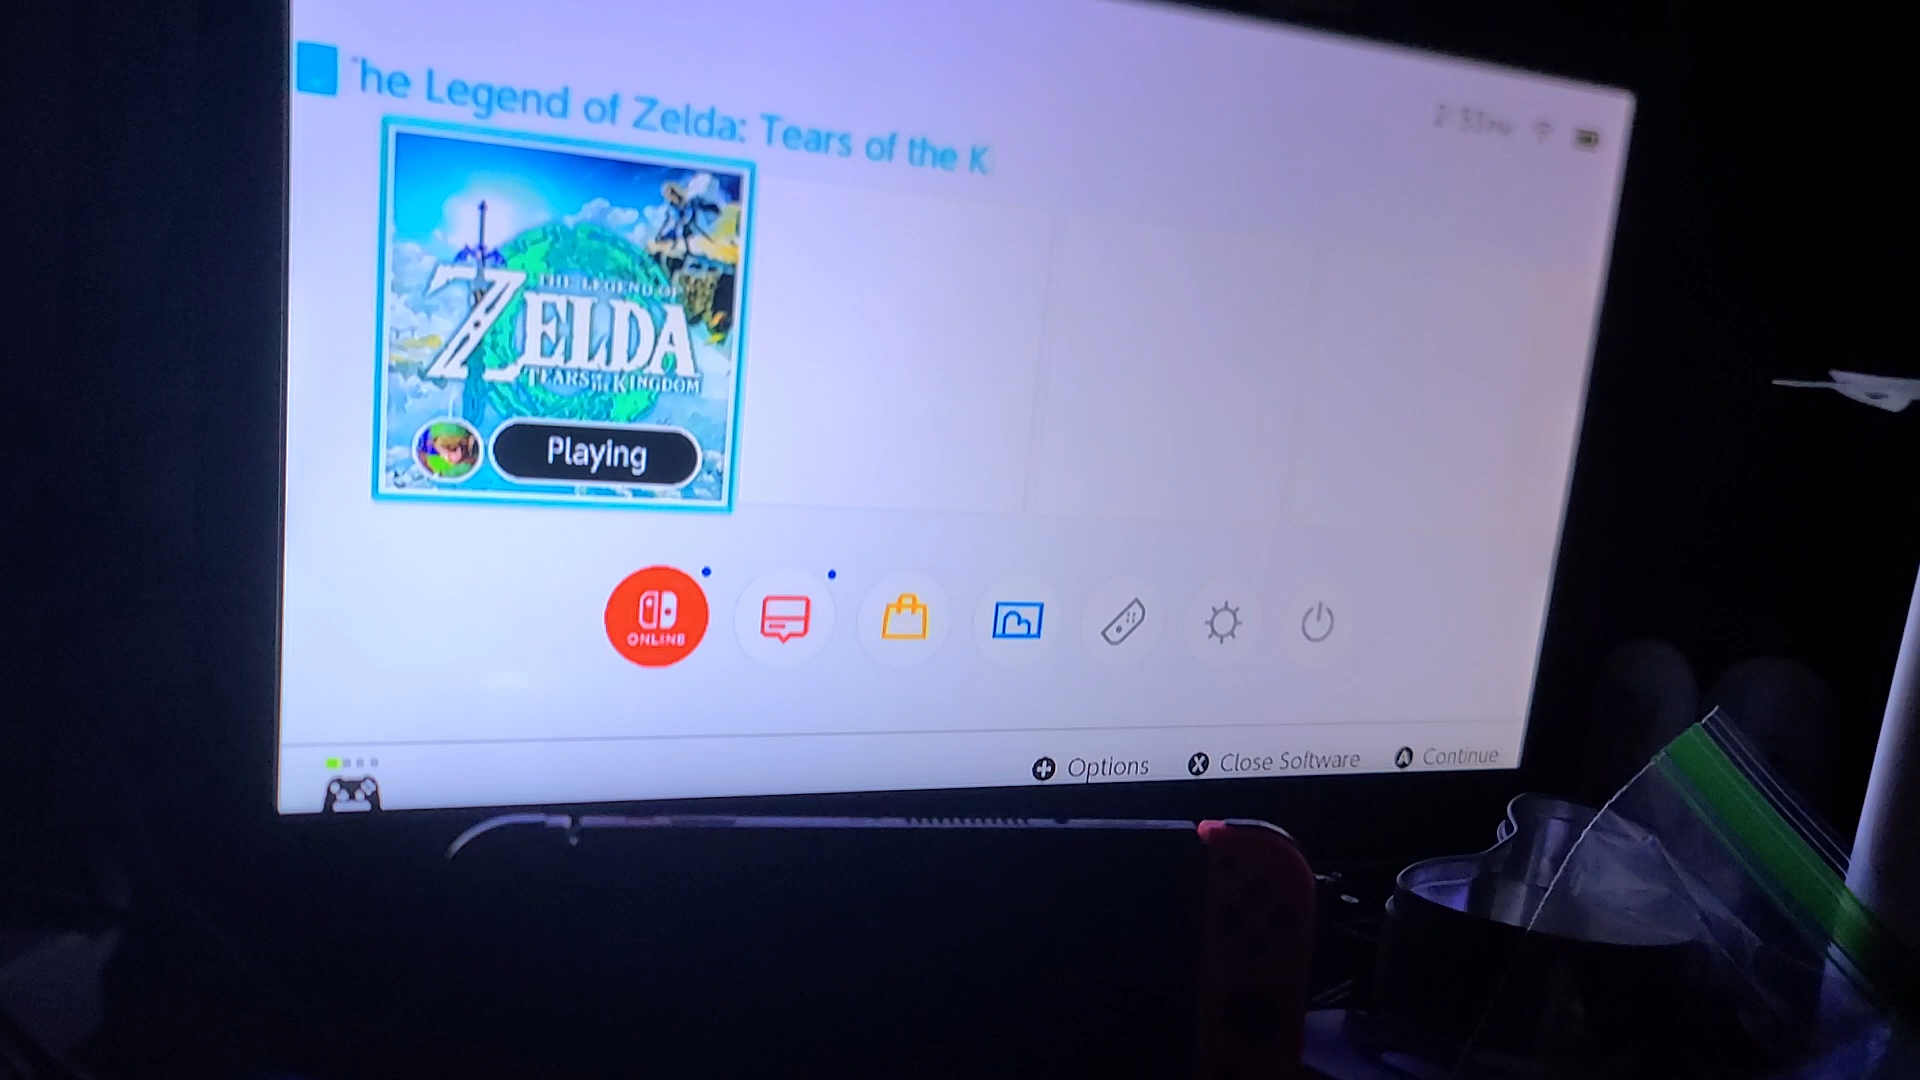 The Legend of Zelda: Tears of the K
THE LEGEND OF
ZELDA
TEARS OF THE KINGDOM
Playing
ONLINE
Options
X Close Software
A Continue